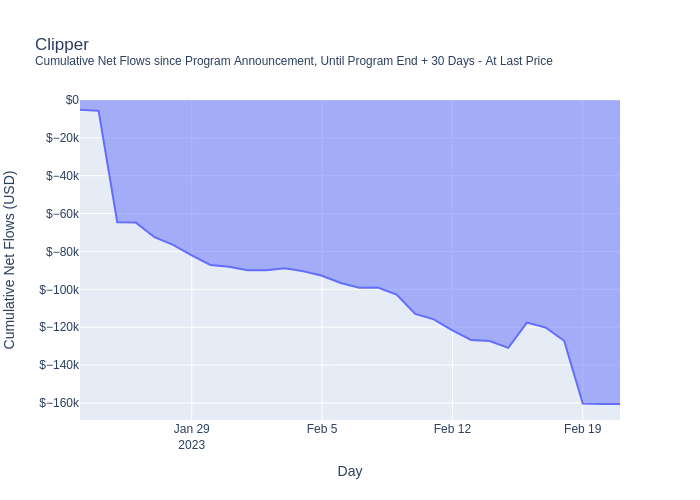 Clipper
Cumulative Net Flows since Program Announcement, Until Program End + 30 Days - At Last Price
Cumulative Net Flows (USD)
$0
$−20k
$−40k
$−60k
$−80k
$−100k
$−120k
$−140k
$−160k
Jan 29
2023
Feb 5
Feb 12
Feb 19
Day